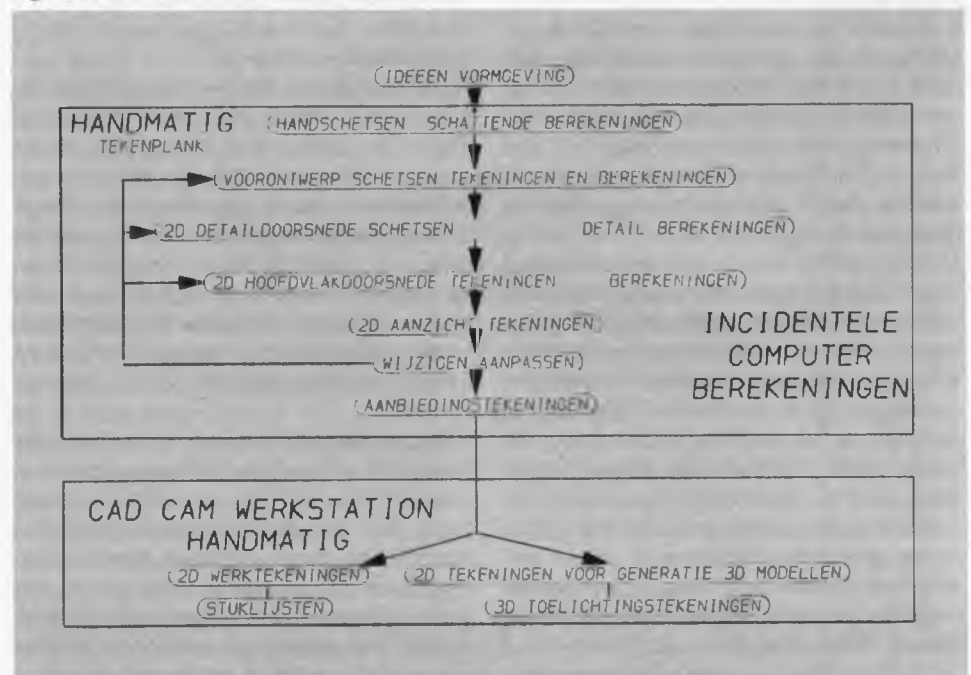 (IDEEEN VORMGEVING)
HANDMATIG (HANDSCHETSEN SCHATTENDE BEREKENINGEN)
TEKENPLANK
(VOORONTWERP SCHETSEN TEKENINGEN EN BEREKENINGEN)
(2D DETAILDOORSNEDE SCHETSEN DETAIL BEREKENINGEN)
(2D HOOFDVLAKDOORSNEDE TEKENINGEN BEREKENINGEN)
(2D AANZICHT TEKENINGEN)
(WIJZIGEN AANPASSEN)
(AANBIEDINGSTEKENINGEN)
INCIDENTELE
COMPUTER
BEREKENINGEN
CAD CAM WERKSTATION
HANDMATIG
(2D WERKTEKENINGEN) (2D TEKENINGEN VOOR GENERATIE 3D MODELLEN)
(STUKLIJSTEN) (3D TOELICHTINGSTEKENINGEN)